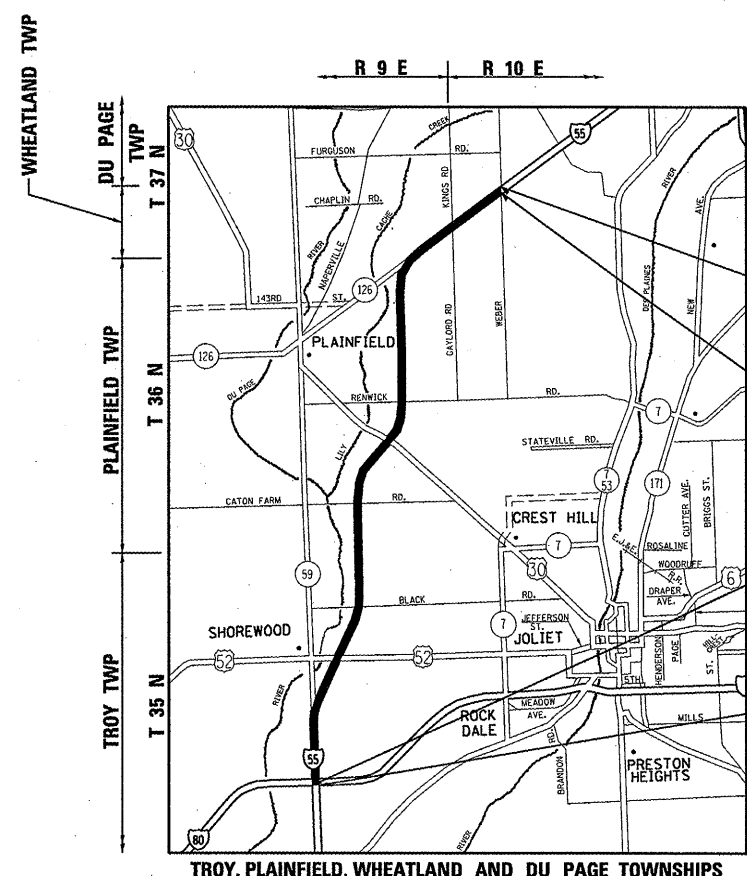 WHEATLAND TWP
DU PAGE
TWP
T 37 N
PLAINFIELD TWP
T 36 N
TROY TWP
T 35 N
R 9 E
R 10 E
30
CREEK
55
FURGUSON RD.
KINGS RD
RIVER
CHAPLIN RD.
CACHE
AVE.
RIVER
NAPERVILLE
126
143RD ST.
DES PLAINES
NEW
GAYLORD RD
WEBER
PLAINFIELD
126
DU PAGE
RENWICK RD.
7
LILY
STATEVILLE RD.
7
53
171
CUTTER AVE.
BRIGGS ST.
CATON FARM RD.
CREST HILL
7
E.J.&E.
R.R.
ROSALINE
WOODRUFF
30
6
59
DRAPER
AVE.
BLACK RD.
7
JEFFERSON
ST.
JOLIET
SHOREWOOD
52
52
HENDERSON
PAGE
HILL-
CREST
ST.
5TH
RIVER
MEADOW
AVE.
ROCK
DALE
MILLS
RD.
55
BRANDON
PRESTON
HEIGHTS
80
RIVER
TROY, PLAINFIELD, WHEATLAND AND DU PAGE TOWNSHIPS